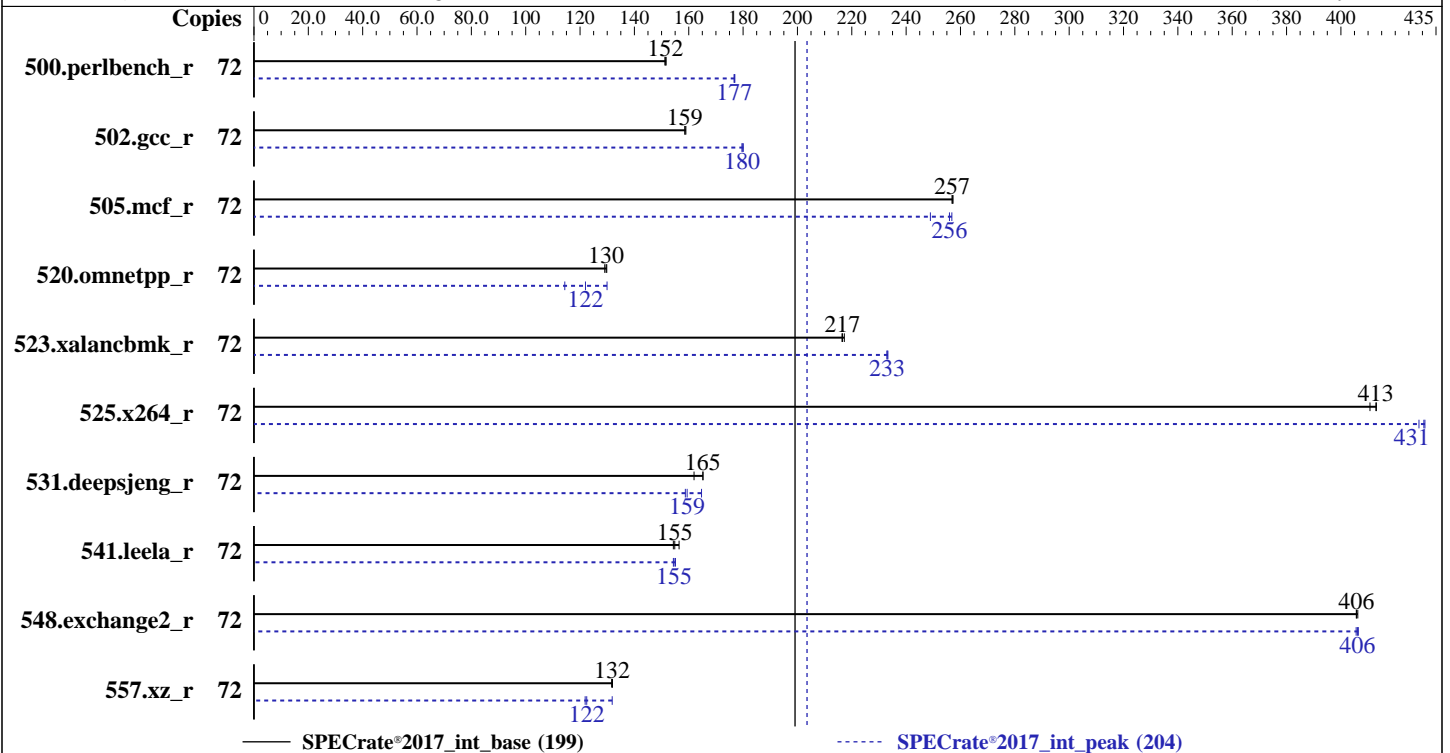 Copies 0 20.0 40.0 60.0 80.0 100 120 140 160 180 200 220 240 260 280 300 320 340 360 380 400 435
152
500.perlbench_r 72
177
159
502.gcc_r 72
180
257
505.mcf_r 72
256
130
520.omnetpp_r 72
122
217
523.xalancbmk_r 72
233
413
525.x264_r 72
431
165
531.deepsjeng_r 72
159
155
541.leela_r 72
155
406
548.exchange2_r 72
406
132
557.xz_r 72
122
SPECrate®2017_int_base (199) SPECrate®2017_int_peak (204)